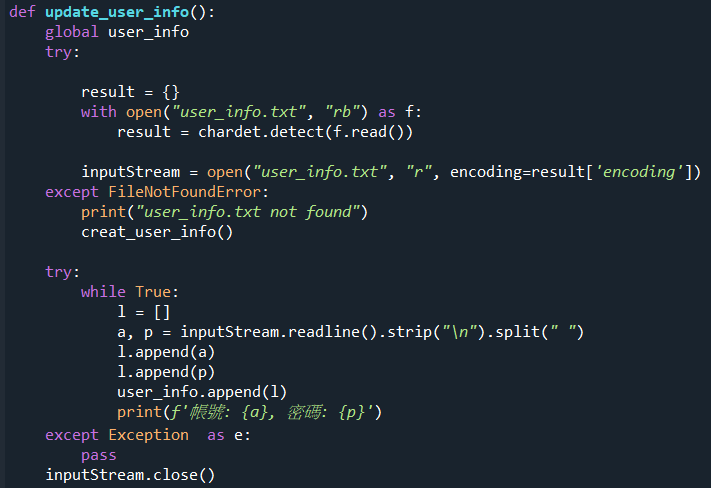 def update_user_info():
    global user_info
    try:

        result = {}
        with open("user_info.txt", "rb") as f:
            result = chardet.detect(f.read())

        inputStream = open("user_info.txt", "r", encoding=result['encoding'])
    except FileNotFoundError:
        print("user_info.txt not found")
        creat_user_info()

    try:
        while True:
            l = []
            a, p = inputStream.readline().strip("\n").split(" ")
            l.append(a)
            l.append(p)
            user_info.append(l)
            print(f'帳號: {a}, 密碼: {p}')
    except Exception  as e:
        pass
    inputStream.close()